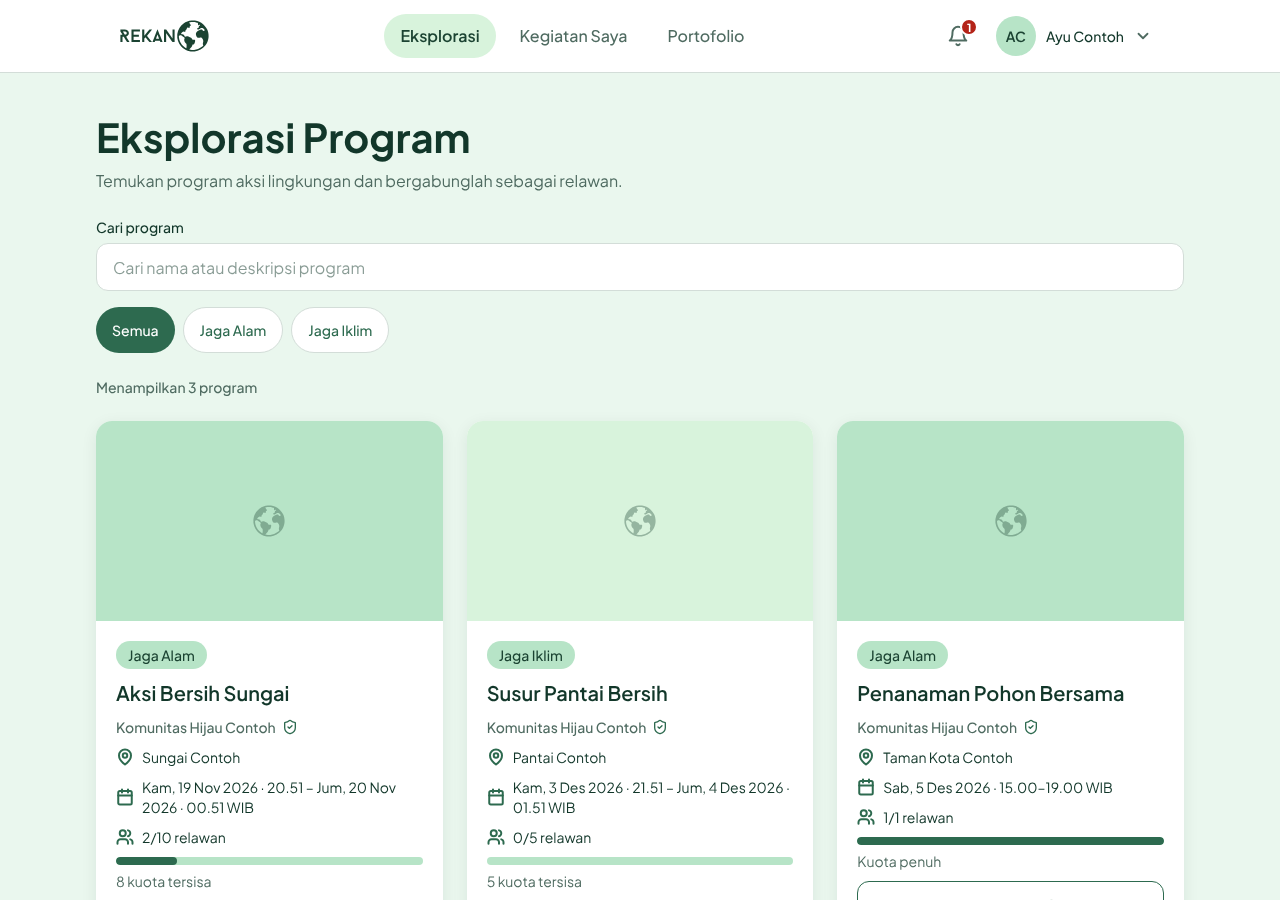 REKAN
Eksplorasi
Kegiatan Saya
Portofolio
1
AC
Ayu Contoh
Eksplorasi Program
Temukan program aksi lingkungan dan bergabunglah sebagai relawan.
Cari program
Cari nama atau deskripsi program
Semua
Jaga Alam
Jaga Iklim
Menampilkan 3 program
Jaga Alam
Aksi Bersih Sungai
Komunitas Hijau Contoh
Sungai Contoh
Kam, 19 Nov 2026 · 20.51 – Jum, 20 Nov
2026 · 00.51 WIB
2/10 relawan
8 kuota tersisa
Jaga Iklim
Susur Pantai Bersih
Komunitas Hijau Contoh
Pantai Contoh
Kam, 3 Des 2026 · 21.51 – Jum, 4 Des 2026 ·
01.51 WIB
0/5 relawan
5 kuota tersisa
Jaga Alam
Penanaman Pohon Bersama
Komunitas Hijau Contoh
Taman Kota Contoh
Sab, 5 Des 2026 · 15.00–19.00 WIB
1/1 relawan
Kuota penuh